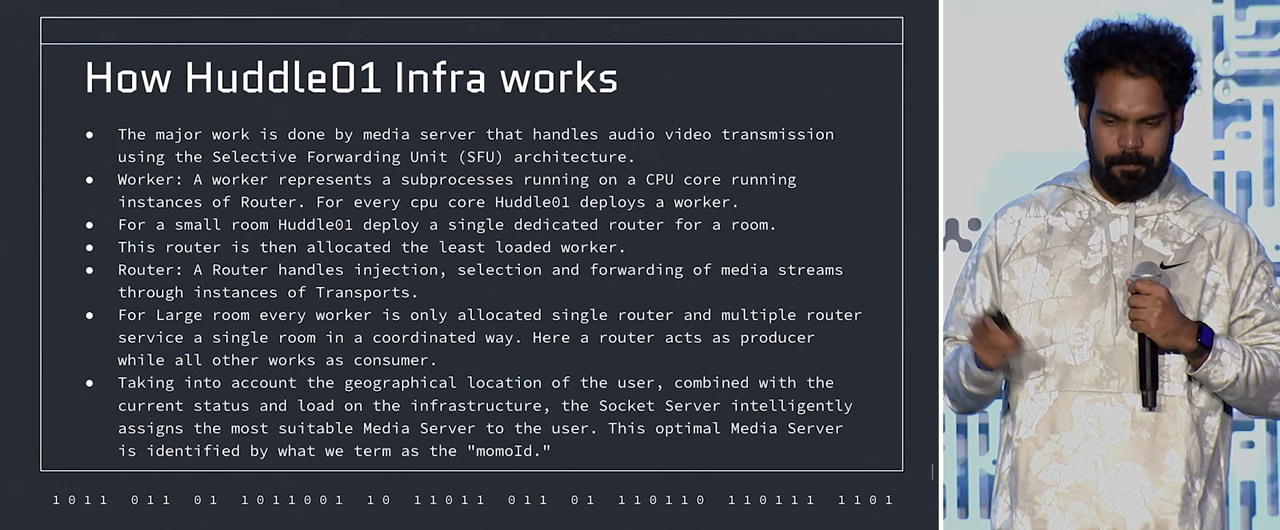 How Huddle01 Infra works
● The major work is done by media server that handles audio video transmission
using the Selective Forwarding Unit (SFU) architecture.
● Worker: A worker represents a subprocesses running on a CPU core running
instances of Router. For every cpu core Huddle01 deploys a worker.
● For a small room Huddle01 deploy a single dedicated router for a room.
● This router is then allocated the least loaded worker.
● Router: A Router handles injection, selection and forwarding of media streams
through instances of Transports.
● For Large room every worker is only allocated single router and multiple router
service a single room in a coordinated way. Here a router acts as producer
while all other works as consumer.
● Taking into account the geographical location of the user, combined with the
current status and load on the infrastructure, the Socket Server intelligently
assigns the most suitable Media Server to the user. This optimal Media Server
is identified by what we term as the "momoId."
1011 011 01 1011001 10 11011 011 01 110110 110111 1101